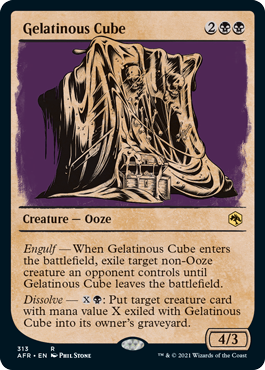 Gelatinous Cube 2
Creature — Ooze
Engulf — When Gelatinous Cube enters
the battlefield, exile target non-Ooze
creature an opponent controls until
Gelatinous Cube leaves the battlefield.
Dissolve — X : Put target creature card
with mana value X exiled with Gelatinous
Cube into its owner's graveyard.
4/3
313 R
AFR • EN PHIL STONE
™ & © 2021 Wizards of the Coast